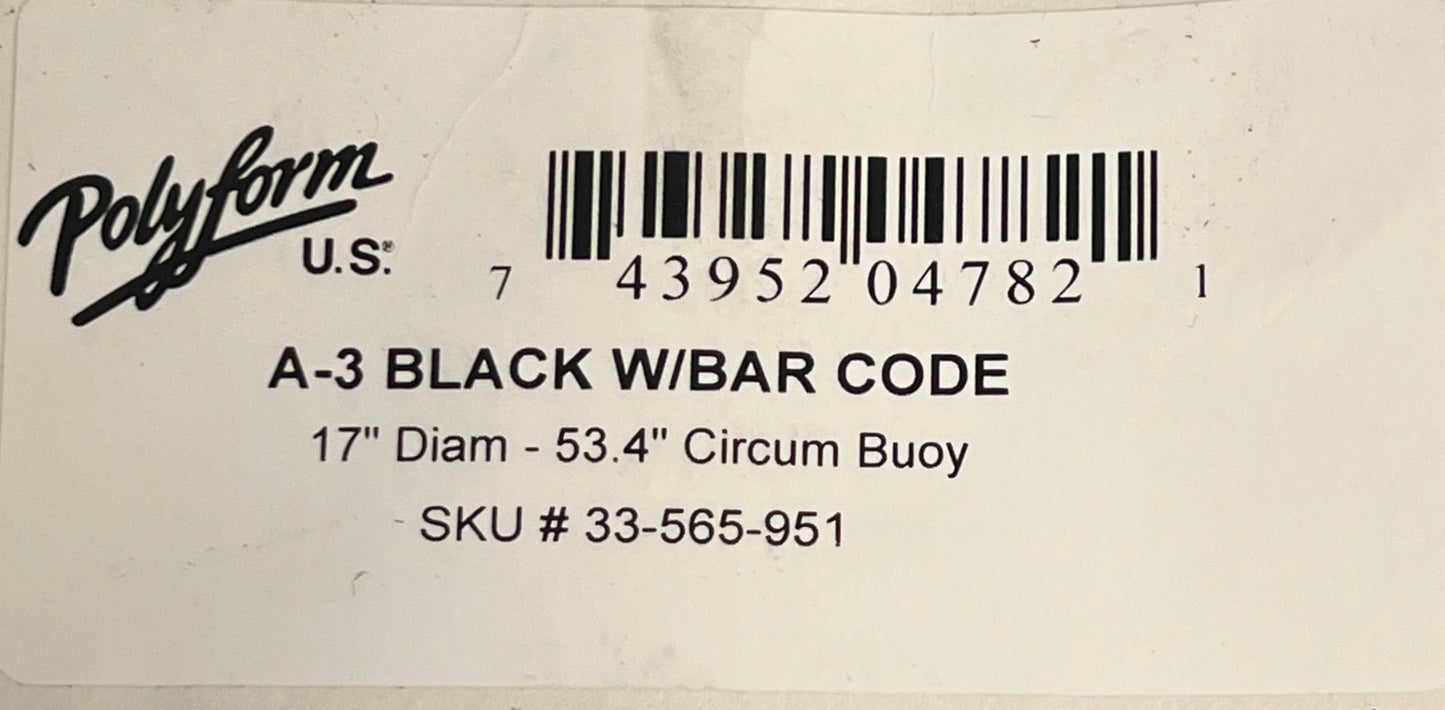 Polyform
U.S.®
7 43952 04782 1
A-3 BLACK W/BAR CODE
17" Diam - 53.4" Circum Buoy
SKU # 33-565-951